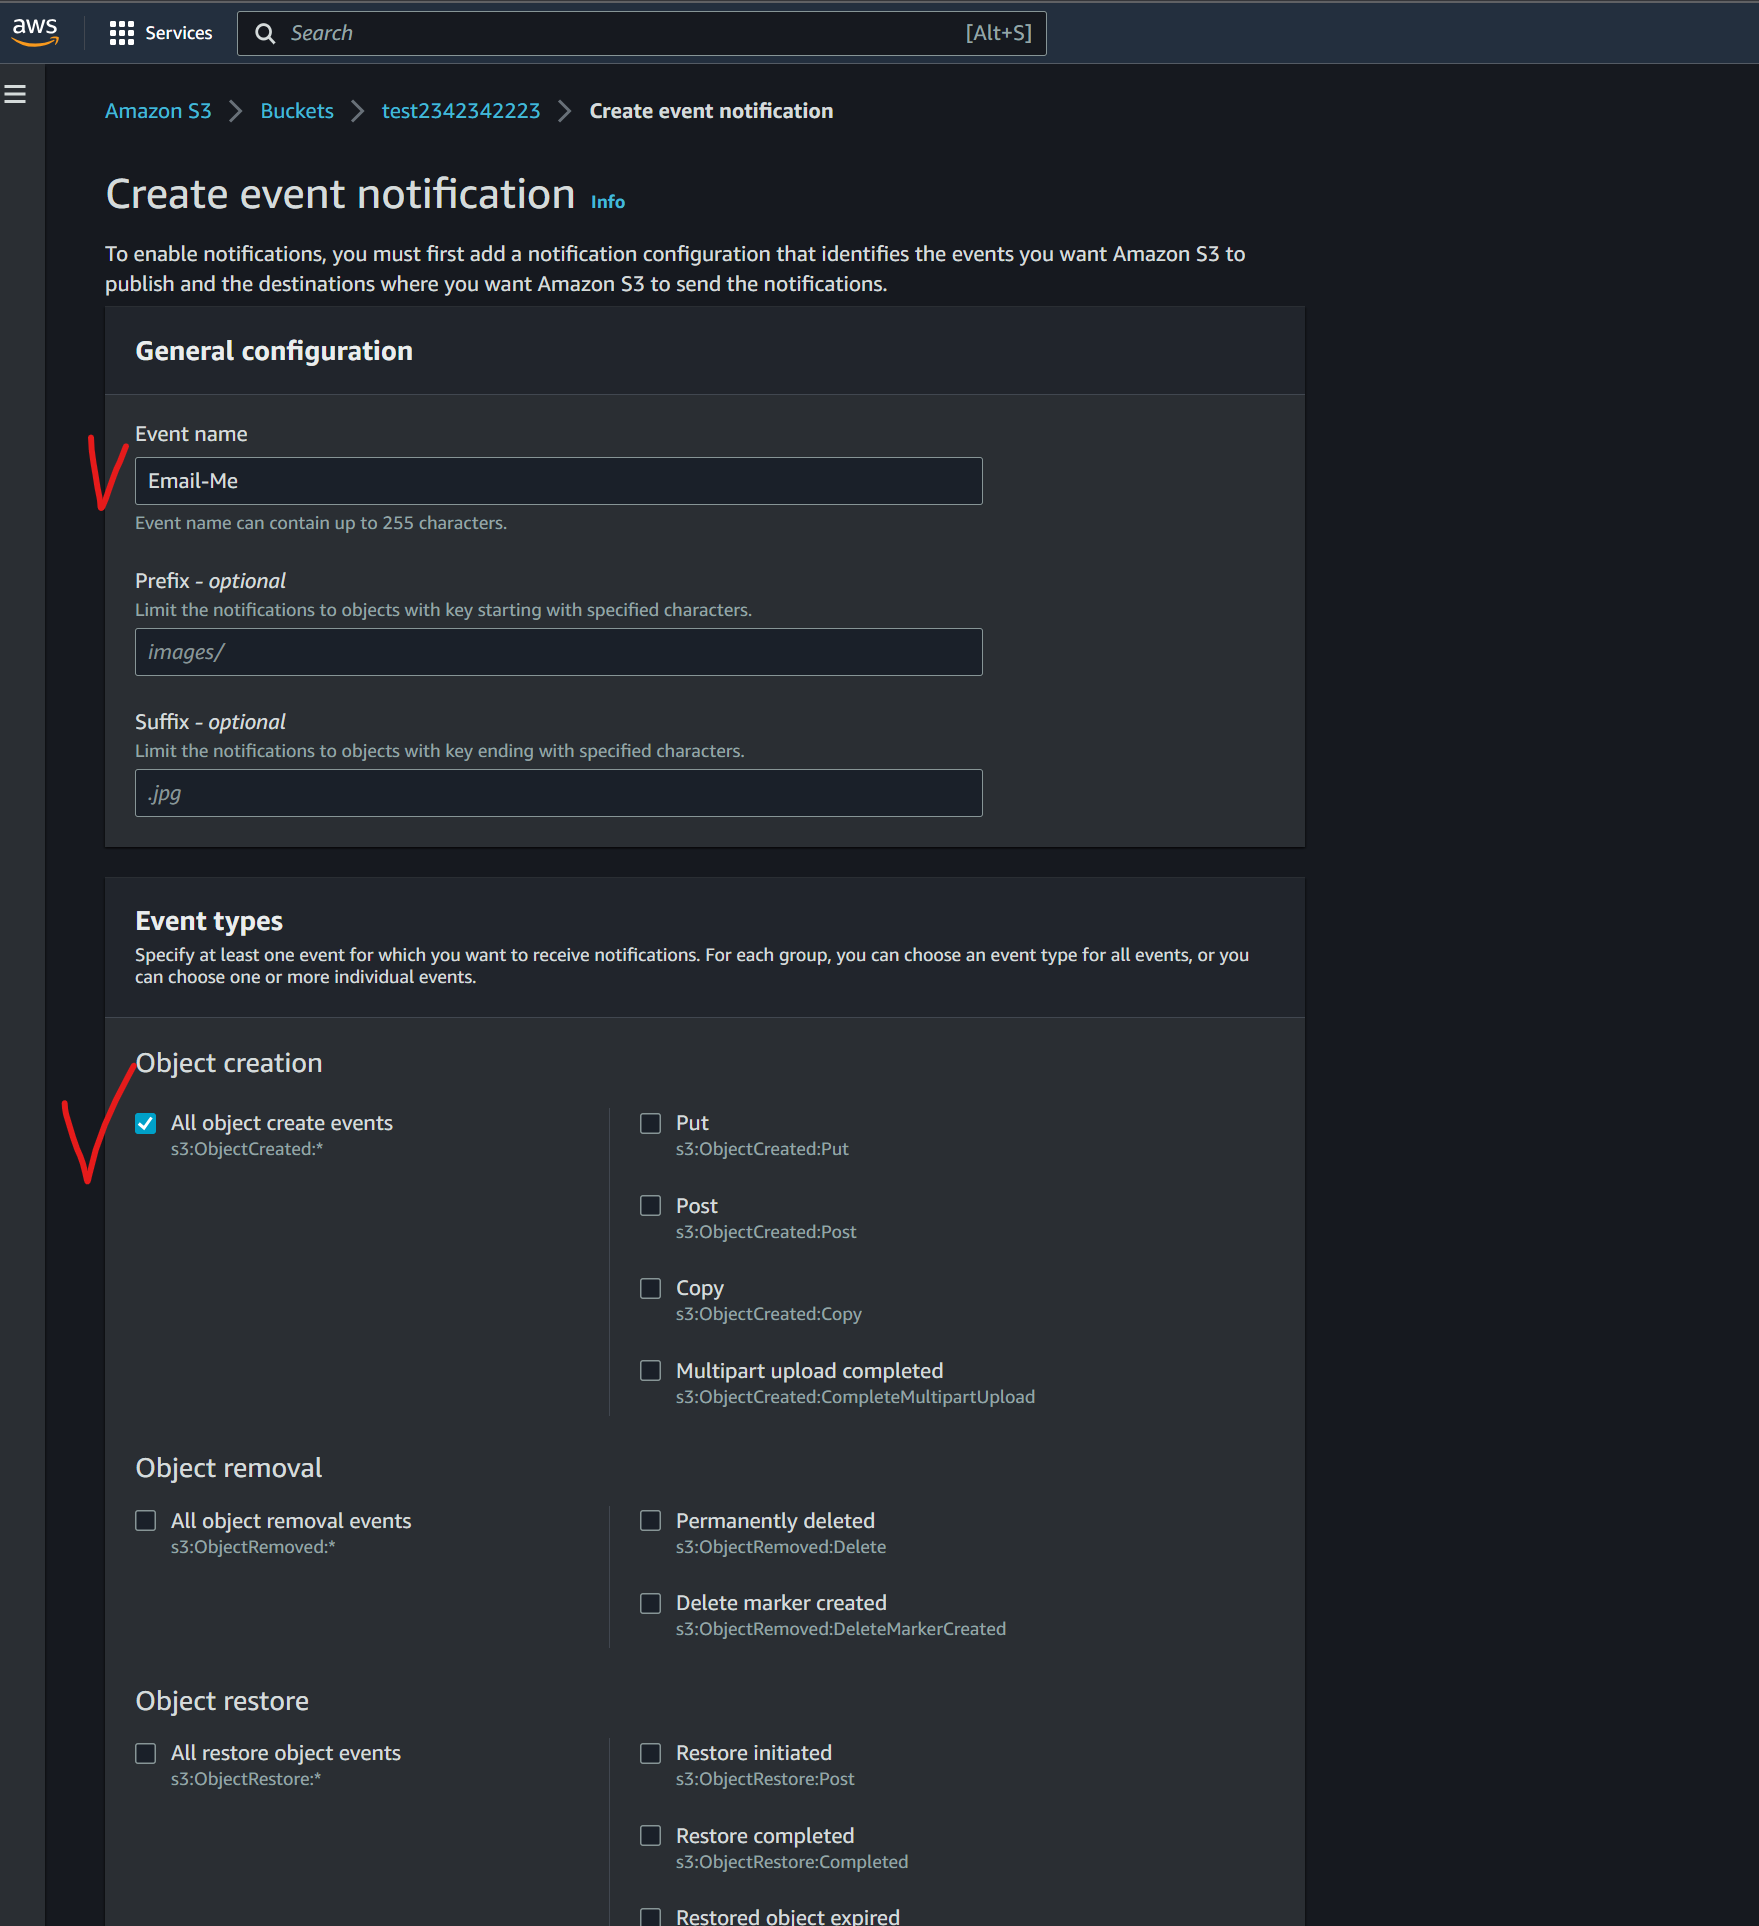 aws
Services
Search
[Alt+S]
Amazon S3
Buckets
test2342342223
Create event notification
Create event notification Info
To enable notifications, you must first add a notification configuration that identifies the events you want Amazon S3 to
publish and the destinations where you want Amazon S3 to send the notifications.
General configuration
Event name
Email-Me
Event name can contain up to 255 characters.
Prefix - optional
Limit the notifications to objects with key starting with specified characters.
images/
Suffix - optional
Limit the notifications to objects with key ending with specified characters.
.jpg
Event types
Specify at least one event for which you want to receive notifications. For each group, you can choose an event type for all events, or you
can choose one or more individual events.
Object creation
All object create events
s3:ObjectCreated:*
Put
s3:ObjectCreated:Put
Post
s3:ObjectCreated:Post
Copy
s3:ObjectCreated:Copy
Multipart upload completed
s3:ObjectCreated:CompleteMultipartUpload
Object removal
All object removal events
s3:ObjectRemoved:*
Permanently deleted
s3:ObjectRemoved:Delete
Delete marker created
s3:ObjectRemoved:DeleteMarkerCreated
Object restore
All restore object events
s3:ObjectRestore:*
Restore initiated
s3:ObjectRestore:Post
Restore completed
s3:ObjectRestore:Completed
Restored object expired